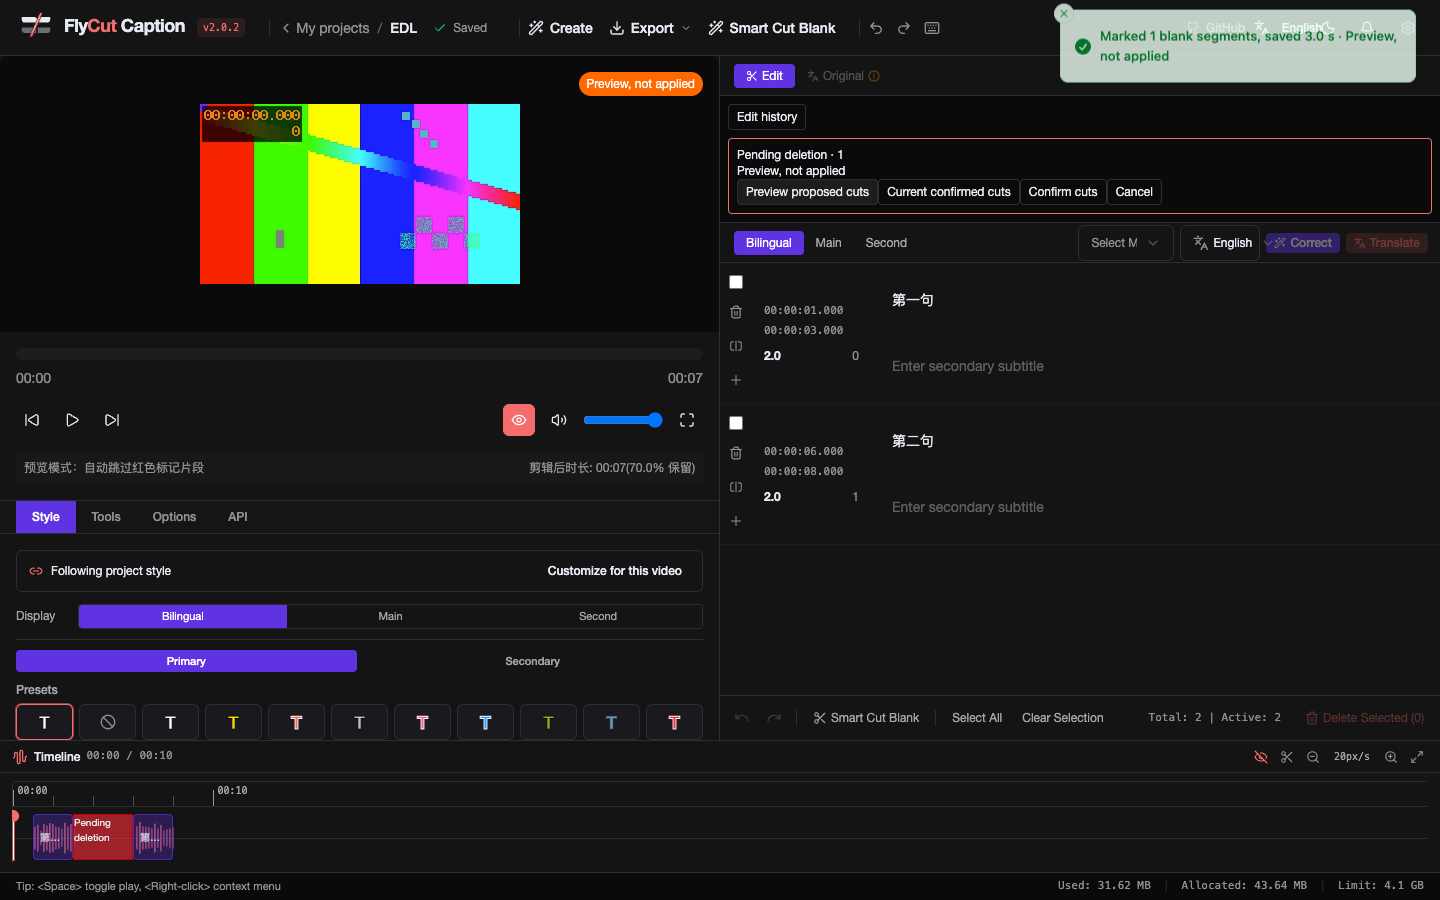 FlyCut Caption v2.0.2 My projects / EDL Saved Create Export Smart Cut Blank GitHub English
Marked 1 blank segments, saved 3.0 s · Preview,
not applied
Preview, not applied
00:00:00.000
0
00:00 00:07
预览模式：自动跳过红色标记片段 剪辑后时长: 00:07(70.0% 保留)
Style Tools Options API
Following project style Customize for this video
Display Bilingual Main Second
Primary Secondary
Presets
T T T T T T T T T T
Edit Original
Edit history
Pending deletion · 1
Preview, not applied
Preview proposed cuts Current confirmed cuts Confirm cuts Cancel
Bilingual Main Second Select M English Correct Translate
第一句
00:00:01.000
00:00:03.000
2.0 0
Enter secondary subtitle
第二句
00:00:06.000
00:00:08.000
2.0 1
Enter secondary subtitle
Smart Cut Blank Select All Clear Selection Total: 2 | Active: 2 Delete Selected (0)
Timeline 00:00 / 00:10 20px/s
00:00 00:10
Pending
deletion
第... 第...
Tip: <Space> toggle play, <Right-click> context menu Used: 31.62 MB Allocated: 43.64 MB Limit: 4.1 GB